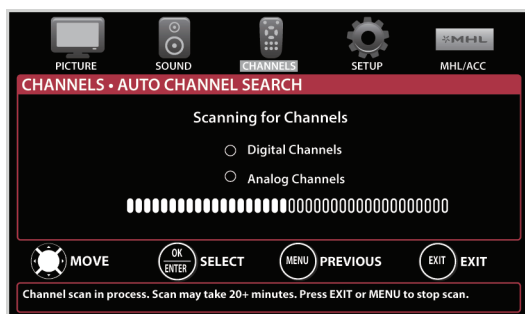 MHL
PICTURE SOUND CHANNELS SETUP MHL/ACC
CHANNELS • AUTO CHANNEL SEARCH
Scanning for Channels
Digital Channels
Analog Channels
MOVE OK ENTER SELECT MENU PREVIOUS EXIT EXIT
Channel scan in process. Scan may take 20+ minutes. Press EXIT or MENU to stop scan.